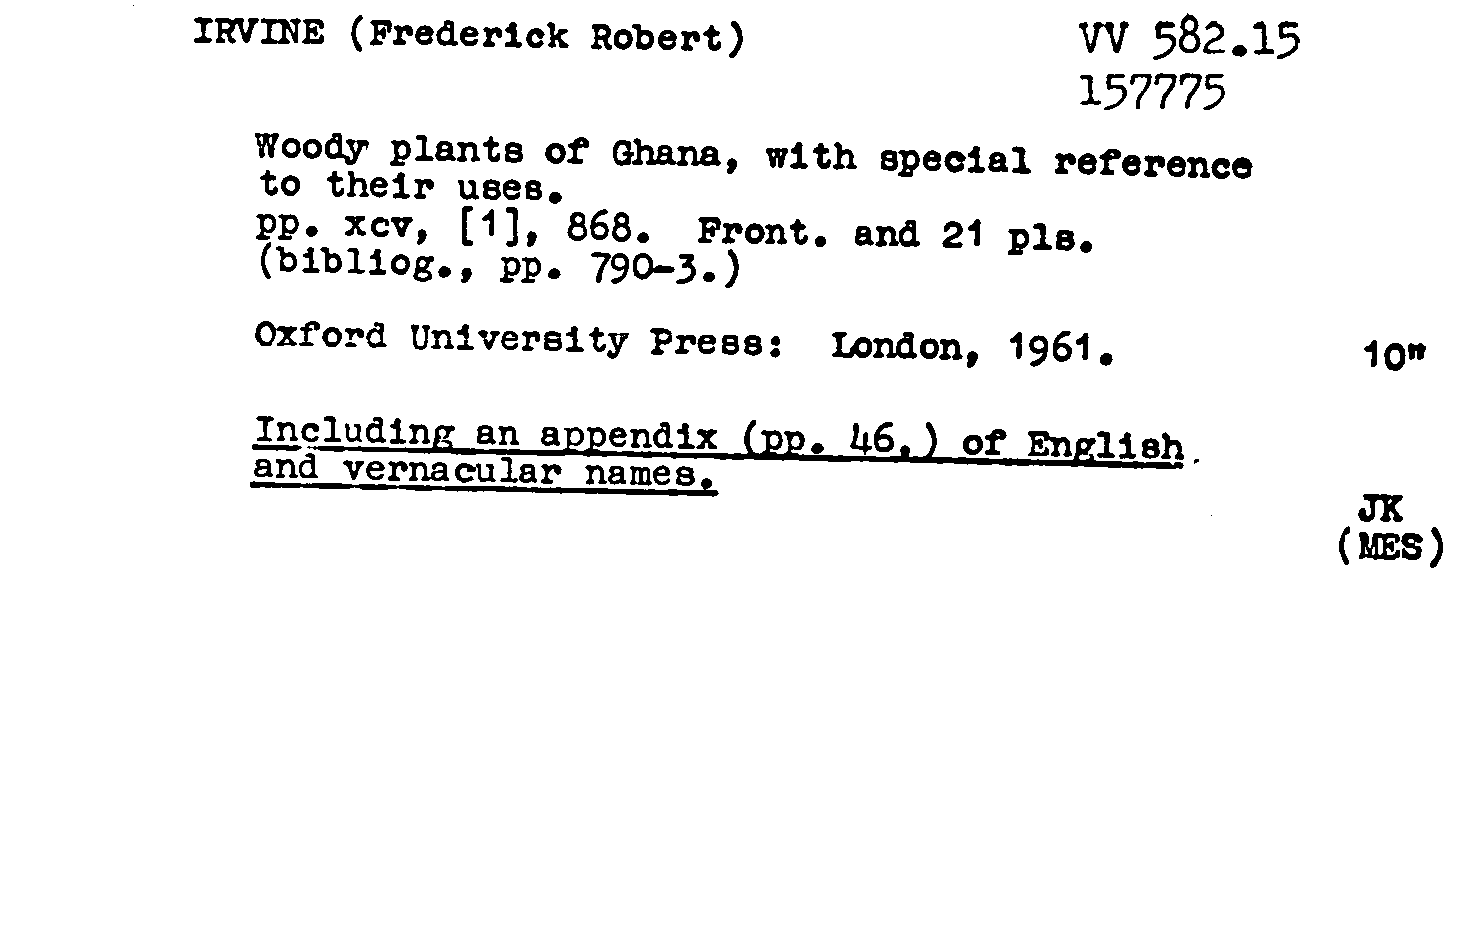 IRVINE (Frederick Robert) VV 582.15
157775
Woody plants of Ghana, with special reference
to their uses.
pp. xcv, [1], 868. Front. and 21 pls.
(bibliog., pp. 790-3.)
Oxford University Press: London, 1961. 10"
Including an appendix (pp. 46.) of English
and vernacular names.
JK
(MES)